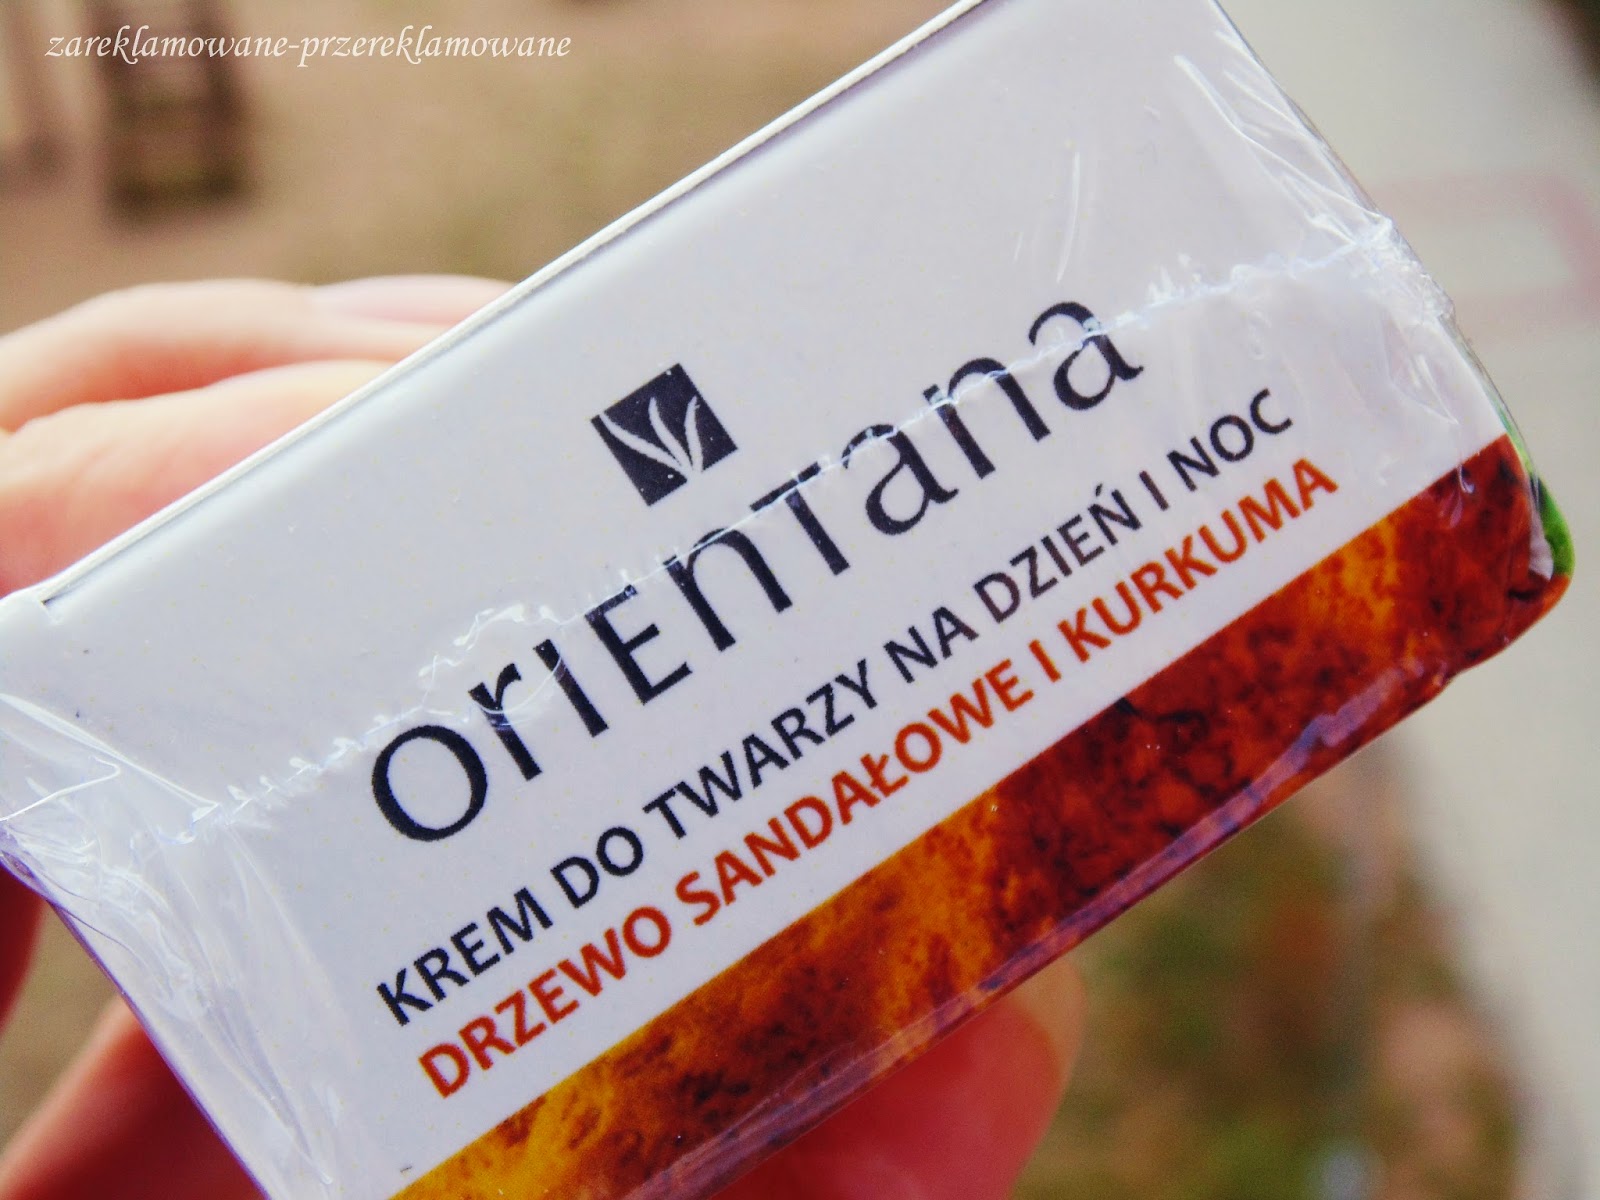 zareklamowane-przereklamowane
orIEnTana
KREM DO TWARZY NA DZIEŃ I NOC
DRZEWO SANDAŁOWE I KURKUMA